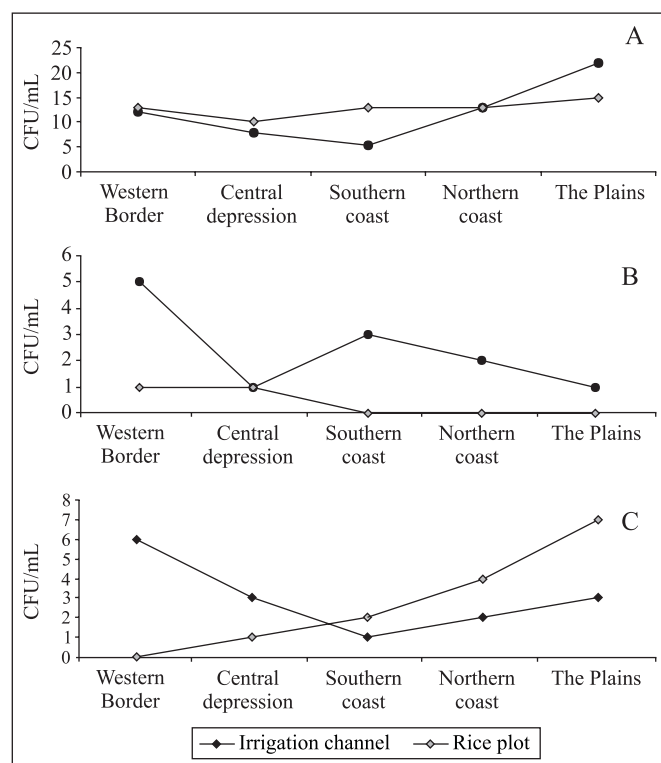 A
CFU/mL
25
20
15
10
5
0
Western Border
Central depression
Southern coast
Northern coast
The Plains
B
CFU/mL
6
5
4
3
2
1
0
Western Border
Central depression
Southern coast
Northern coast
The Plains
C
CFU/mL
8
7
6
5
4
3
2
1
0
Western Border
Central depression
Southern coast
Northern coast
The Plains
Irrigation channel
Rice plot